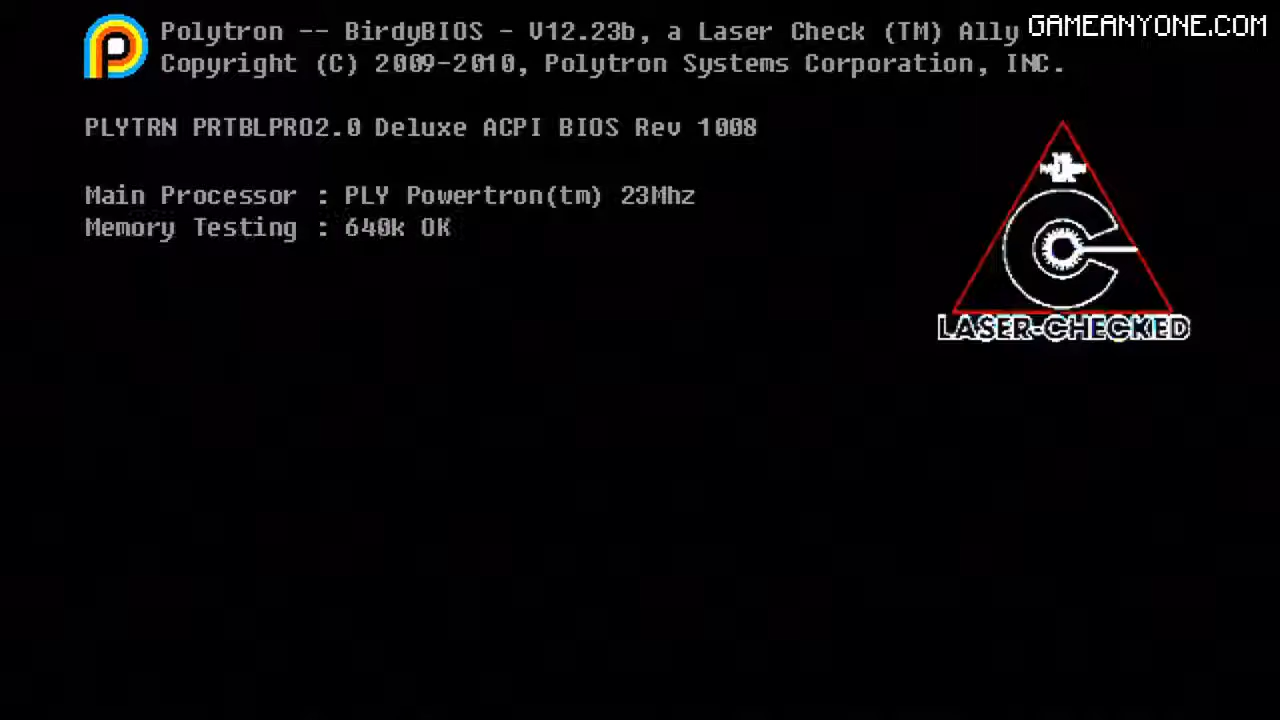 Polytron -- BirdyBIOS - V12.23b, a Laser Check (TM) Ally
GAMEANYONE.COM
Copyright (C) 2009-2010, Polytron Systems Corporation, INC.
PLYTRN PRTBLPRO2.0 Deluxe ACPI BIOS Rev 1008
Main Processor : PLY Powertron(tm) 23Mhz
Memory Testing : 640k OK
LASER-CHECKED